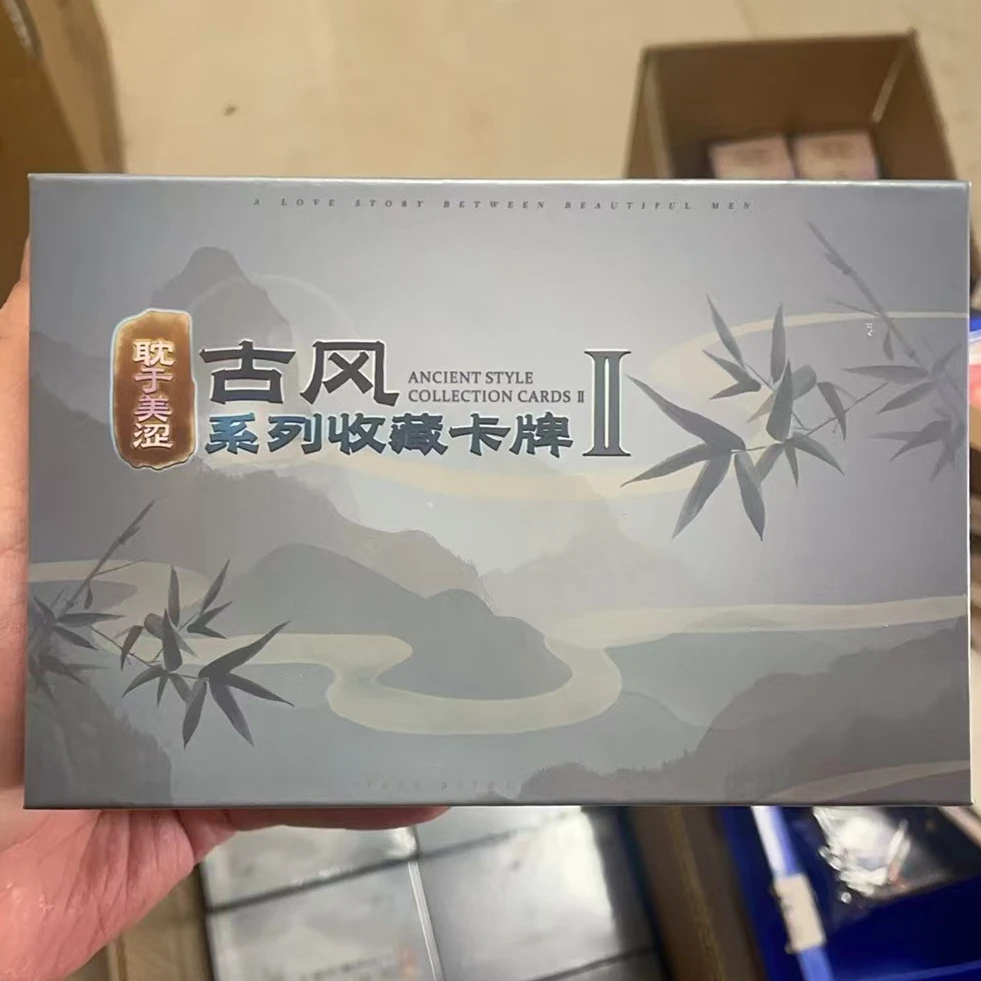 A LOVE STORY BETWEEN BEAUTIFUL MEN
耽于美涩
古风
ANCIENT STYLE
COLLECTION CARDS II
系列收藏卡牌
II